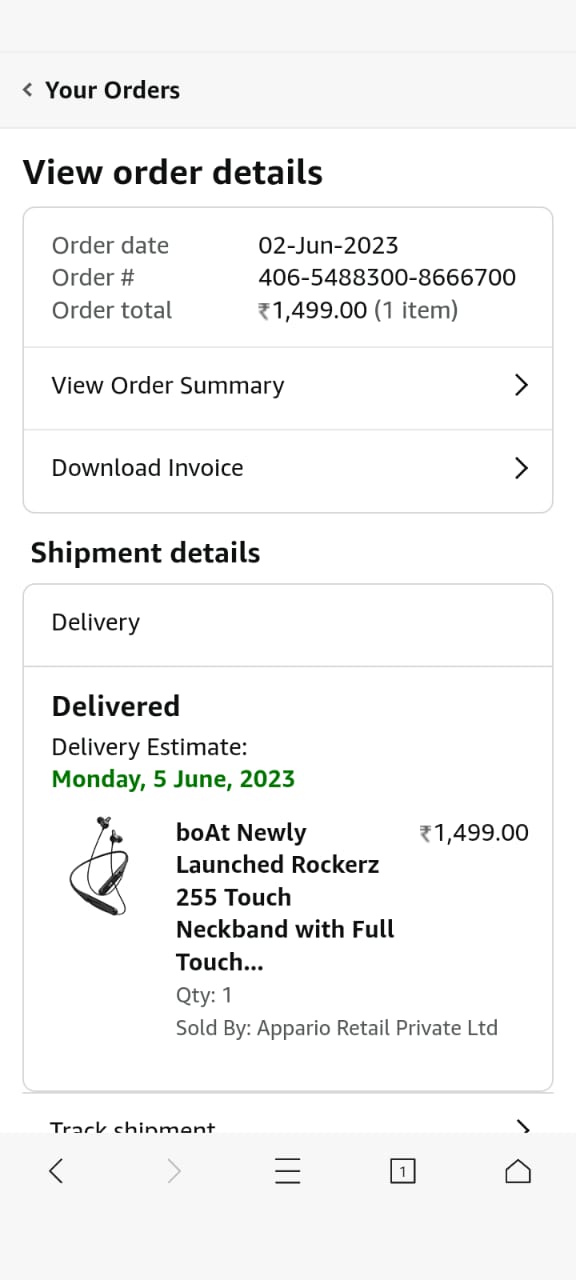 Your Orders
View order details
Order date 02-Jun-2023
Order # 406-5488300-8666700
Order total ₹1,499.00 (1 item)
View Order Summary
Download Invoice
Shipment details
Delivery
Delivered
Delivery Estimate:
Monday, 5 June, 2023
boAt Newly ₹1,499.00
Launched Rockerz
255 Touch
Neckband with Full
Touch...
Qty: 1
Sold By: Appario Retail Private Ltd
Track shipment
1